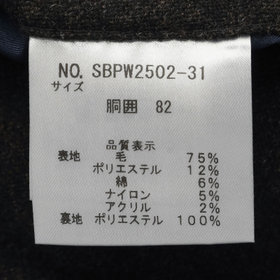 NO. SBPW2502-31
サイズ
胴囲 82
品質表示
表地 毛 75%
ポリエステル 12%
綿 6%
ナイロン 5%
アクリル 2%
裏地 ポリエステル 100%